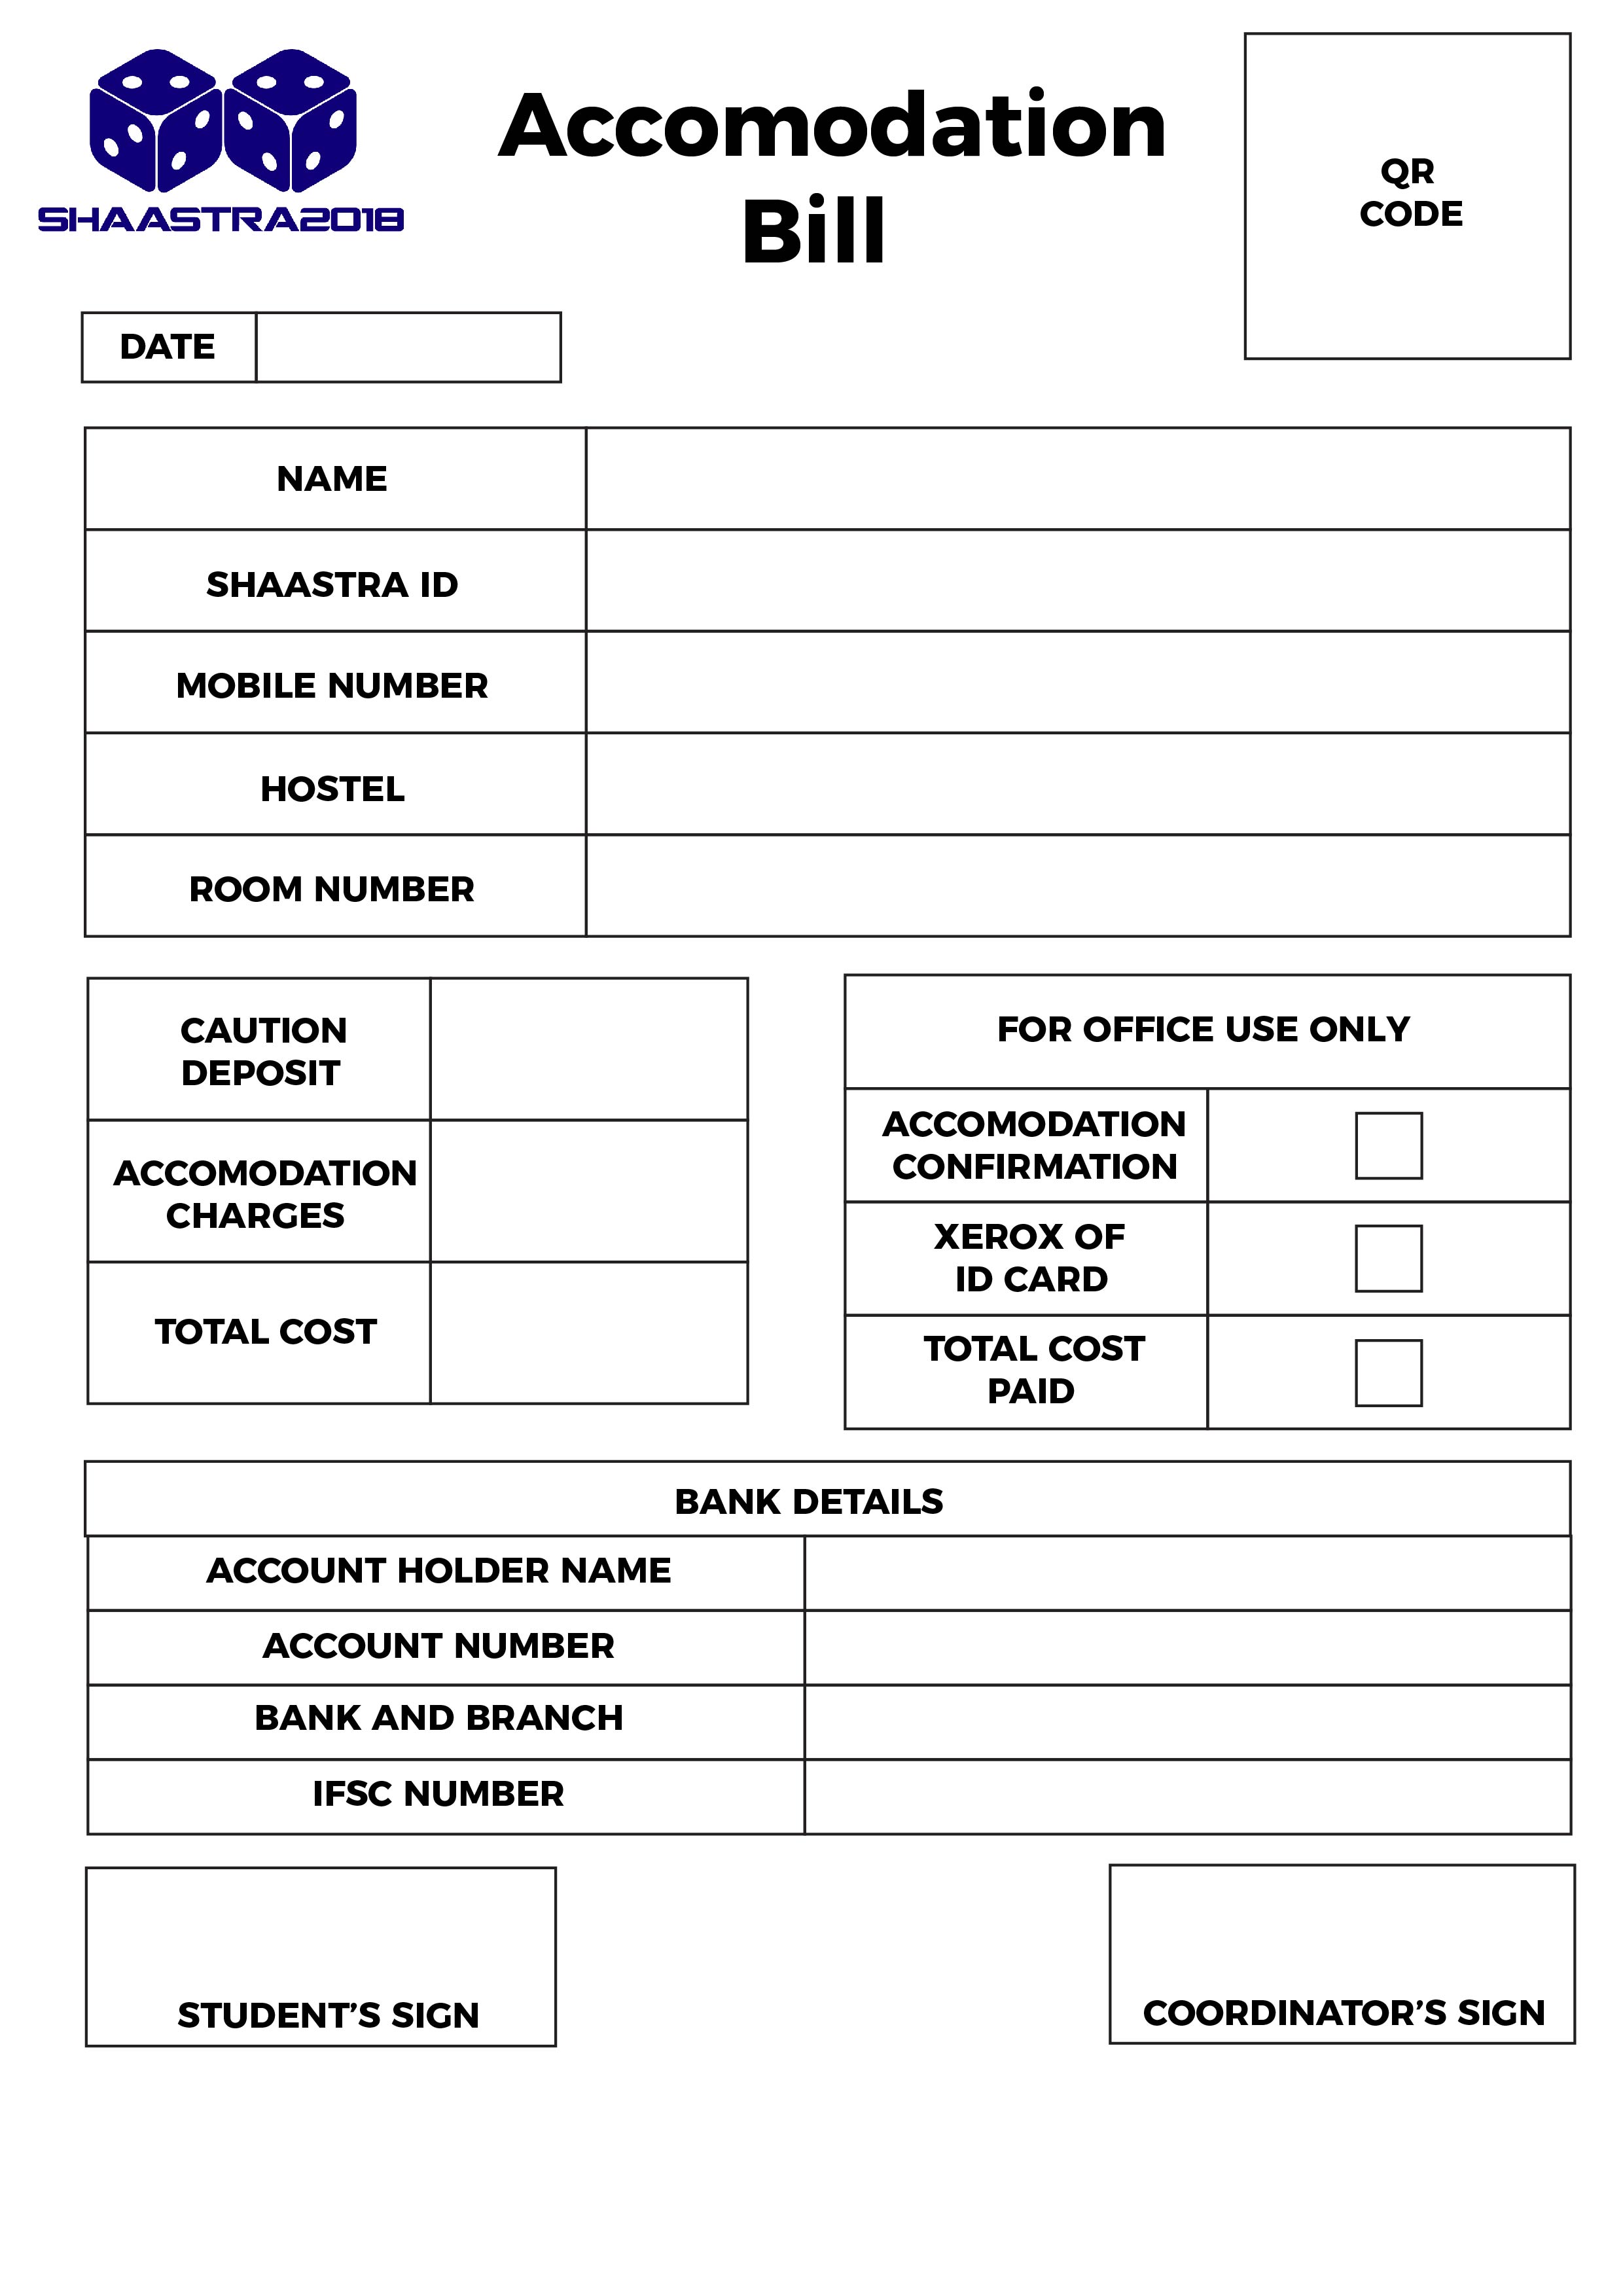 SHAASTRA2018
Accomodation
Bill
QR
CODE
DATE
NAME
SHAASTRA ID
MOBILE NUMBER
HOSTEL
ROOM NUMBER
CAUTION
DEPOSIT
ACCOMODATION
CHARGES
TOTAL COST
FOR OFFICE USE ONLY
ACCOMODATION
CONFIRMATION
XEROX OF
ID CARD
TOTAL COST
PAID
BANK DETAILS
ACCOUNT HOLDER NAME
ACCOUNT NUMBER
BANK AND BRANCH
IFSC NUMBER
STUDENT’S SIGN
COORDINATOR’S SIGN